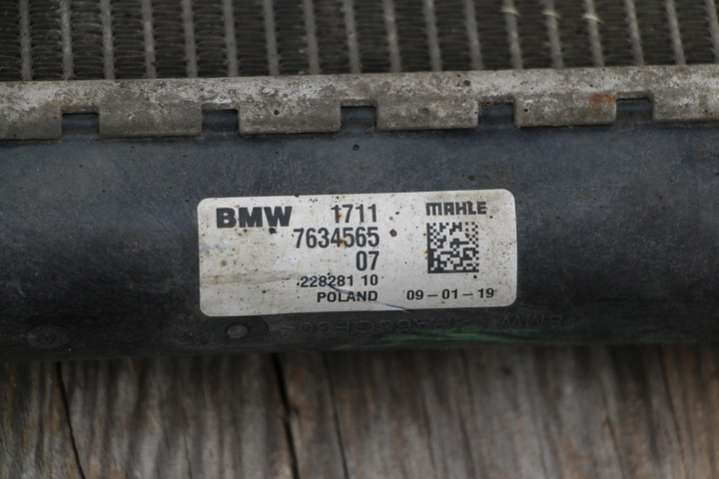 BMW 1711 MAHLE
7634565
07
228281 10
POLAND 09-01-19